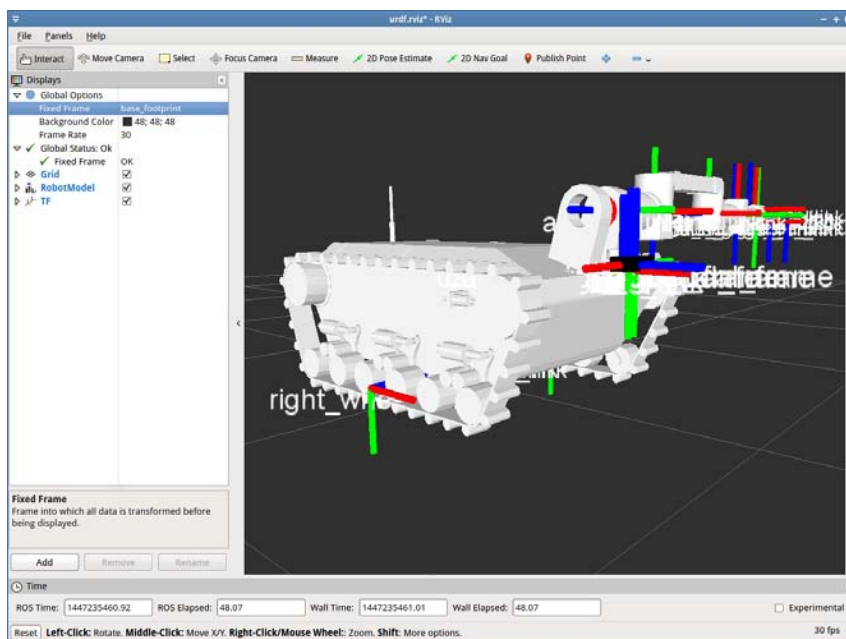 urdf.rviz* - RViz
File Panels Help
Interact Move Camera Select Focus Camera Measure 2D Pose Estimate 2D Nav Goal Publish Point
Displays
Global Options
Fixed Frame base_footprint
Background Color 48; 48; 48
Frame Rate 30
Global Status: Ok
Fixed Frame OK
Grid
RobotModel
TF
right_whe
Fixed Frame
Frame into which all data is transformed before
being displayed.
Add Remove Rename
Time
ROS Time: 1447235460.92 ROS Elapsed: 48.07 Wall Time: 1447235461.01 Wall Elapsed: 48.07 Experimental
Reset Left-Click: Rotate. Middle-Click: Move X/Y. Right-Click/Mouse Wheel:: Zoom. Shift: More options. 30 fps